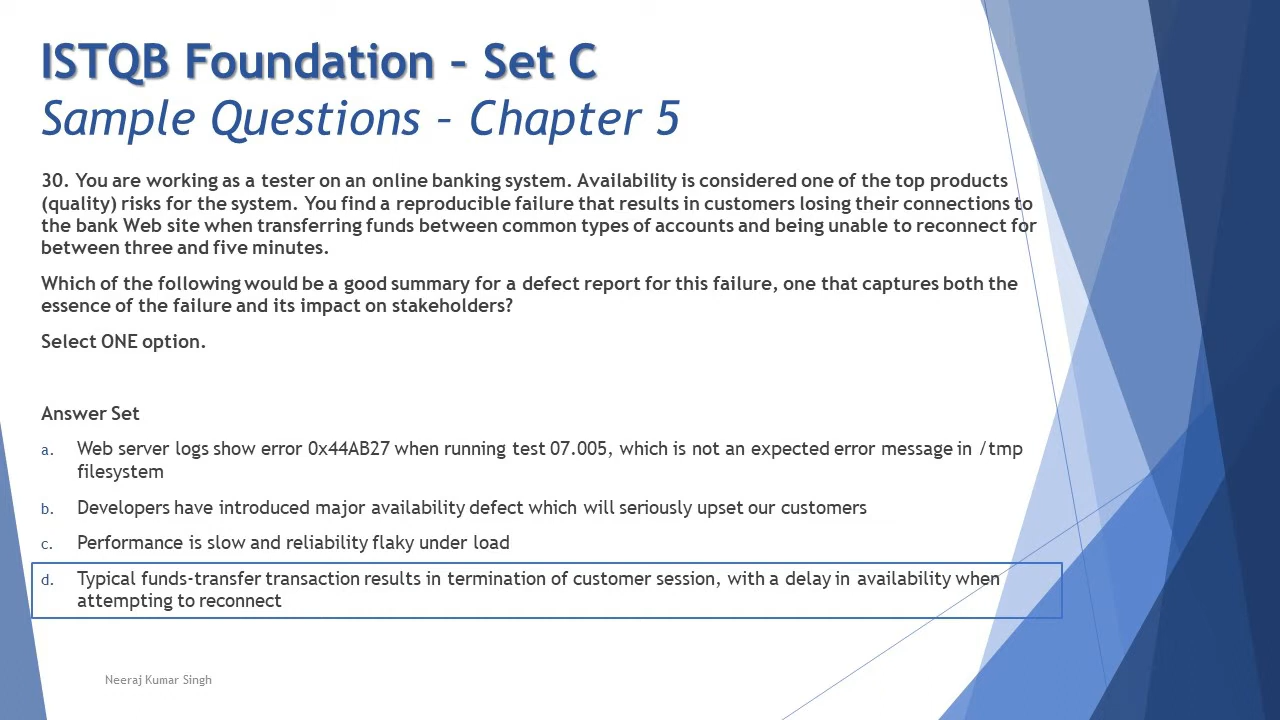 ISTQB Foundation – Set C
Sample Questions – Chapter 5
30. You are working as a tester on an online banking system. Availability is considered one of the top products
(quality) risks for the system. You find a reproducible failure that results in customers losing their connections to
the bank Web site when transferring funds between common types of accounts and being unable to reconnect for
between three and five minutes.
Which of the following would be a good summary for a defect report for this failure, one that captures both the
essence of the failure and its impact on stakeholders?
Select ONE option.
Answer Set
a. Web server logs show error 0x44AB27 when running test 07.005, which is not an expected error message in /tmp
filesystem
b. Developers have introduced major availability defect which will seriously upset our customers
c. Performance is slow and reliability flaky under load
d. Typical funds-transfer transaction results in termination of customer session, with a delay in availability when
attempting to reconnect
Neeraj Kumar Singh